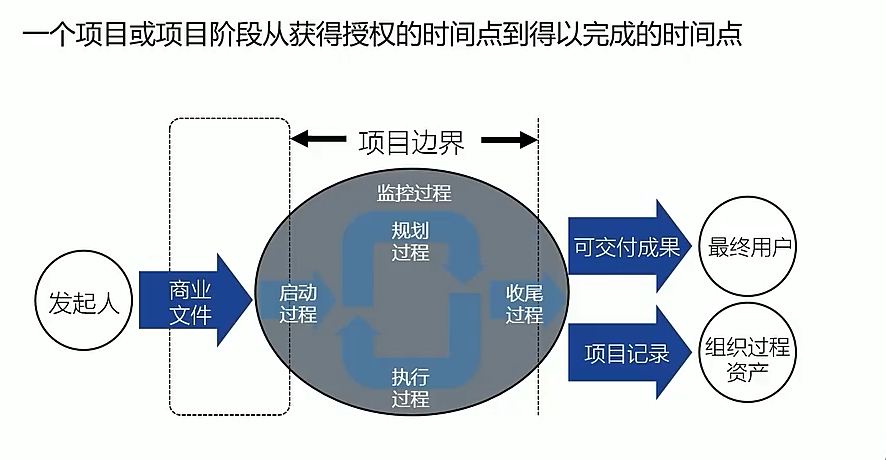 一个项目或项目阶段从获得授权的时间点到得以完成的时间点
项目边界
监控过程
规划
过程
发起人
商业
文件
启动
过程
收尾
过程
执行
过程
可交付成果
最终用户
项目记录
组织过程
资产